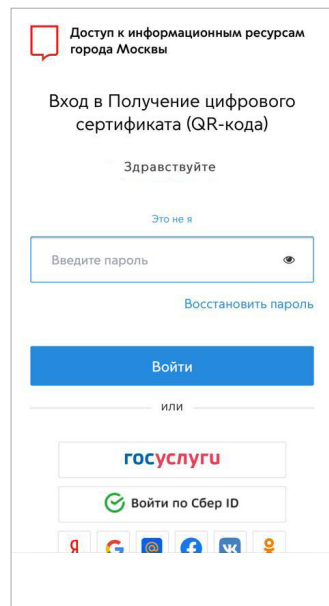 Доступ к информационным ресурсам
города Москвы
Вход в Получение цифрового
сертификата (QR-кода)
Здравствуйте
Это не я
Введите пароль
Восстановить пароль
Войти
или
госуслуги
Войти по Сбер ID
Я G @ f